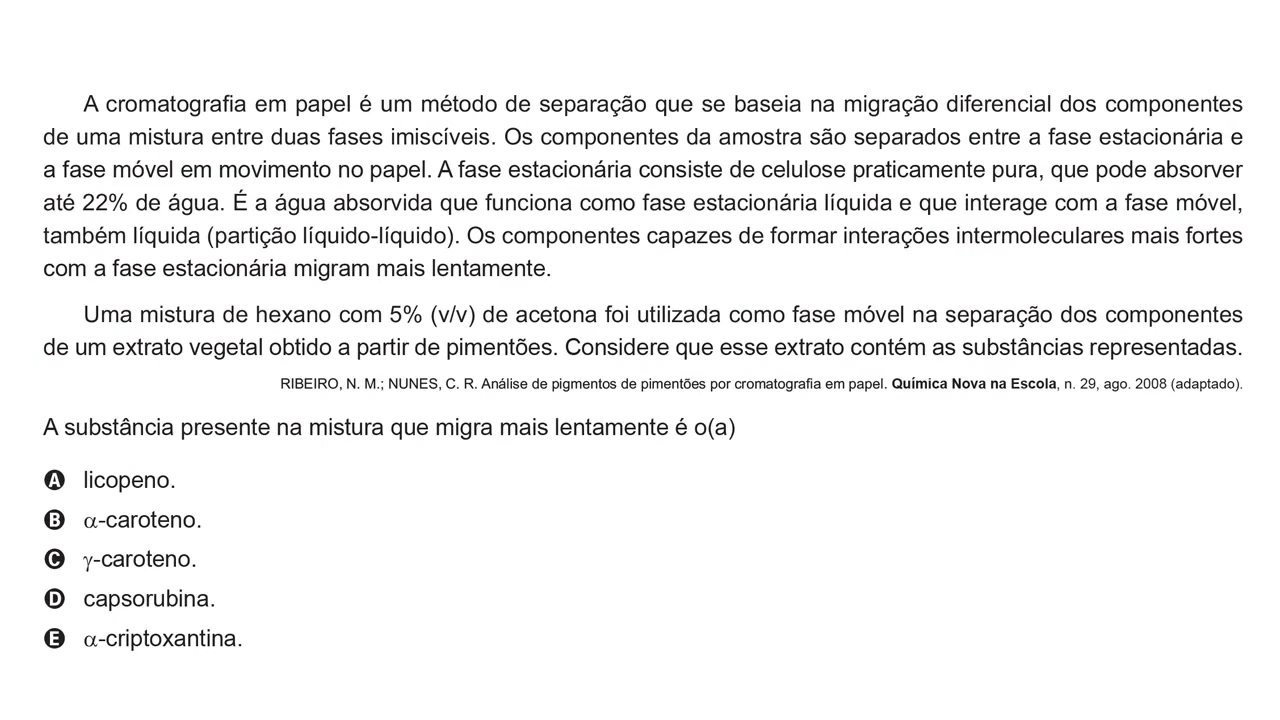 A cromatografia em papel é um método de separação que se baseia na migração diferencial dos componentes
de uma mistura entre duas fases imiscíveis. Os componentes da amostra são separados entre a fase estacionária e
a fase móvel em movimento no papel. A fase estacionária consiste de celulose praticamente pura, que pode absorver
até 22% de água. É a água absorvida que funciona como fase estacionária líquida e que interage com a fase móvel,
também líquida (partição líquido-líquido). Os componentes capazes de formar interações intermoleculares mais fortes
com a fase estacionária migram mais lentamente.
Uma mistura de hexano com 5% (v/v) de acetona foi utilizada como fase móvel na separação dos componentes
de um extrato vegetal obtido a partir de pimentões. Considere que esse extrato contém as substâncias representadas.
RIBEIRO, N. M.; NUNES, C. R. Análise de pigmentos de pimentões por cromatografia em papel. Química Nova na Escola, n. 29, ago. 2008 (adaptado).
A substância presente na mistura que migra mais lentamente é o(a)
A licopeno.
B α-caroteno.
C γ-caroteno.
D capsorubina.
E α-criptoxantina.